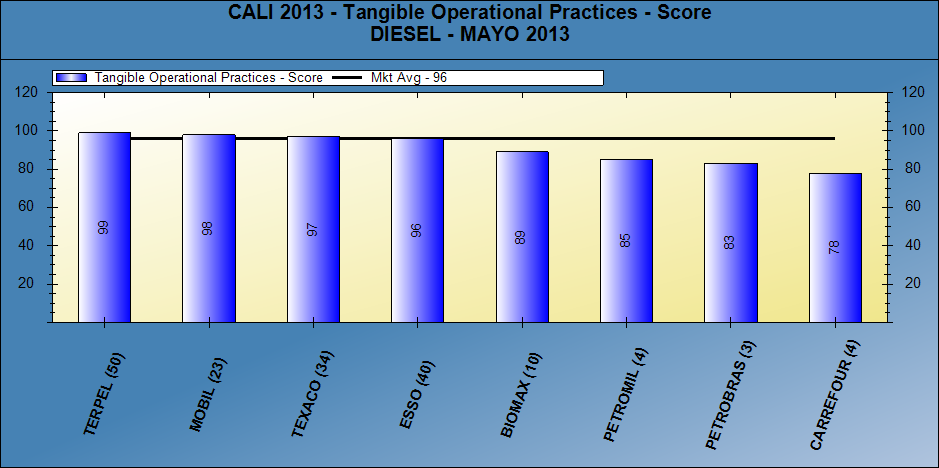 CALI 2013 - Tangible Operational Practices - Score
DIESEL - MAYO 2013
Tangible Operational Practices - Score
Mkt Avg - 96
120
120
100
100
80
80
60
60
40
40
20
20
99
98
97
96
89
85
83
78
TERPEL (50)
MOBIL (23)
TEXACO (34)
ESSO (40)
BIOMAX (10)
PETROMIL (4)
PETROBRAS (3)
CARREFOUR (4)